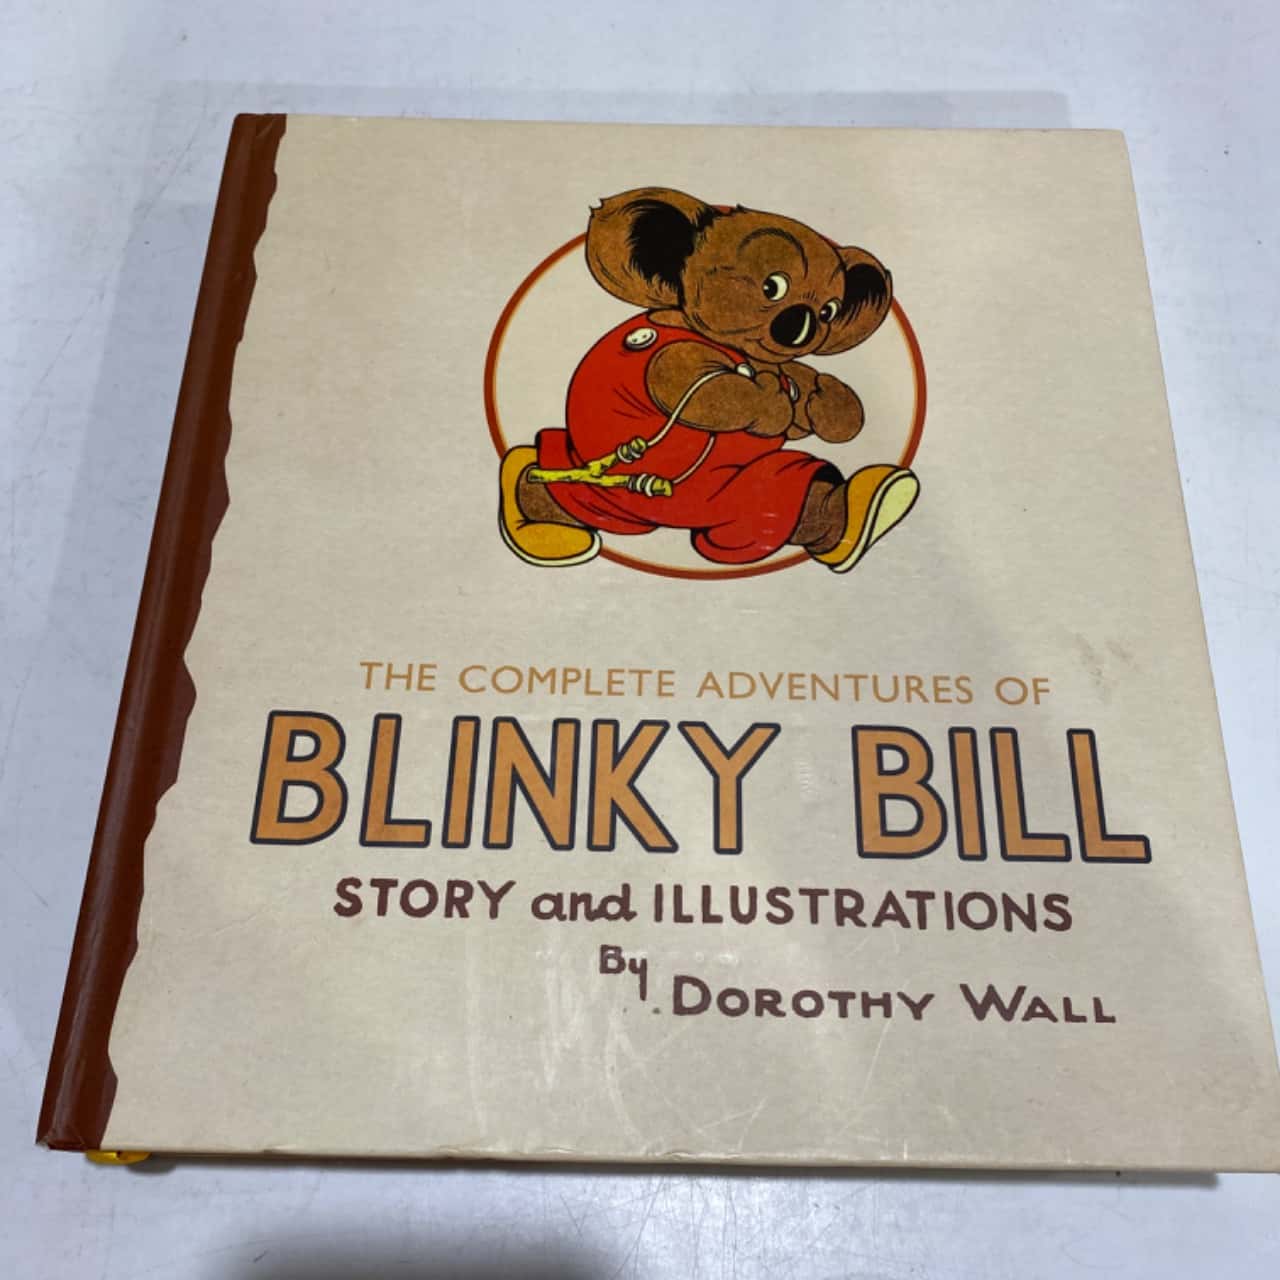 THE COMPLETE ADVENTURES OF
BLINKY BILL
STORY and ILLUSTRATIONS
By
DOROTHY WALL